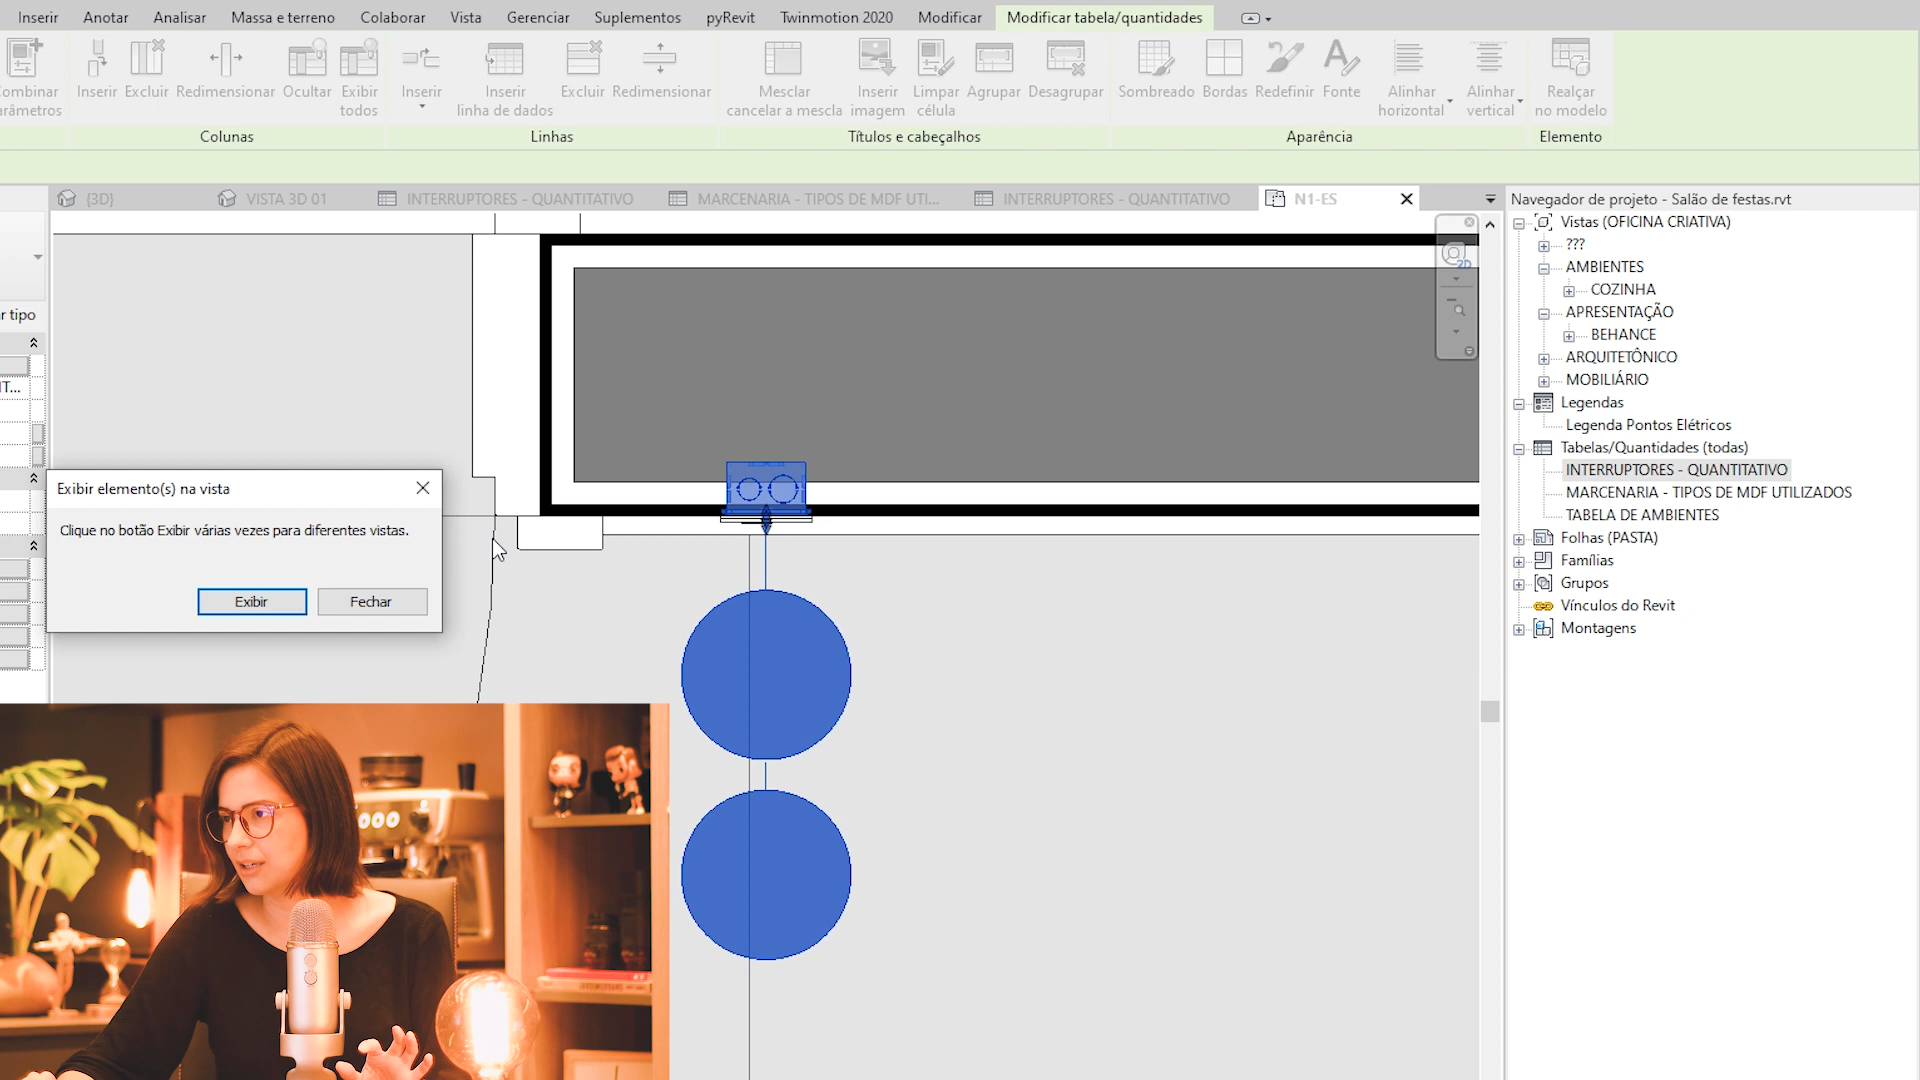 Inserir Anotar Analisar Massa e terreno Colaborar Vista Gerenciar Suplementos pyRevit Twinmotion 2020 Modificar Modificar tabela/quantidades
Inserir Excluir Redimensionar Ocultar Exibir todos
Colunas
Inserir Inserir linha de dados Excluir Redimensionar
Linhas
Mesclar cancelar a mescla Inserir imagem Limpar célula Agrupar Desagrupar
Títulos e cabeçalhos
Sombreado Bordas Redefinir Fonte Alinhar horizontal Alinhar vertical
Aparência
Realçar no modelo
Elemento
{3D} VISTA 3D 01 INTERRUPTORES - QUANTITATIVO MARCENARIA - TIPOS DE MDF UTI... INTERRUPTORES - QUANTITATIVO N1-ES
2D
r tipo
T...
Exibir elemento(s) na vista
Clique no botão Exibir várias vezes para diferentes vistas.
Exibir Fechar
Navegador de projeto - Salão de festas.rvt
Vistas (OFICINA CRIATIVA)
???
AMBIENTES
COZINHA
APRESENTAÇÃO
BEHANCE
ARQUITETÔNICO
MOBILIÁRIO
Legendas
Legenda Pontos Elétricos
Tabelas/Quantidades (todas)
INTERRUPTORES - QUANTITATIVO
MARCENARIA - TIPOS DE MDF UTILIZADOS
TABELA DE AMBIENTES
Folhas (PASTA)
Famílias
Grupos
Vínculos do Revit
Montagens